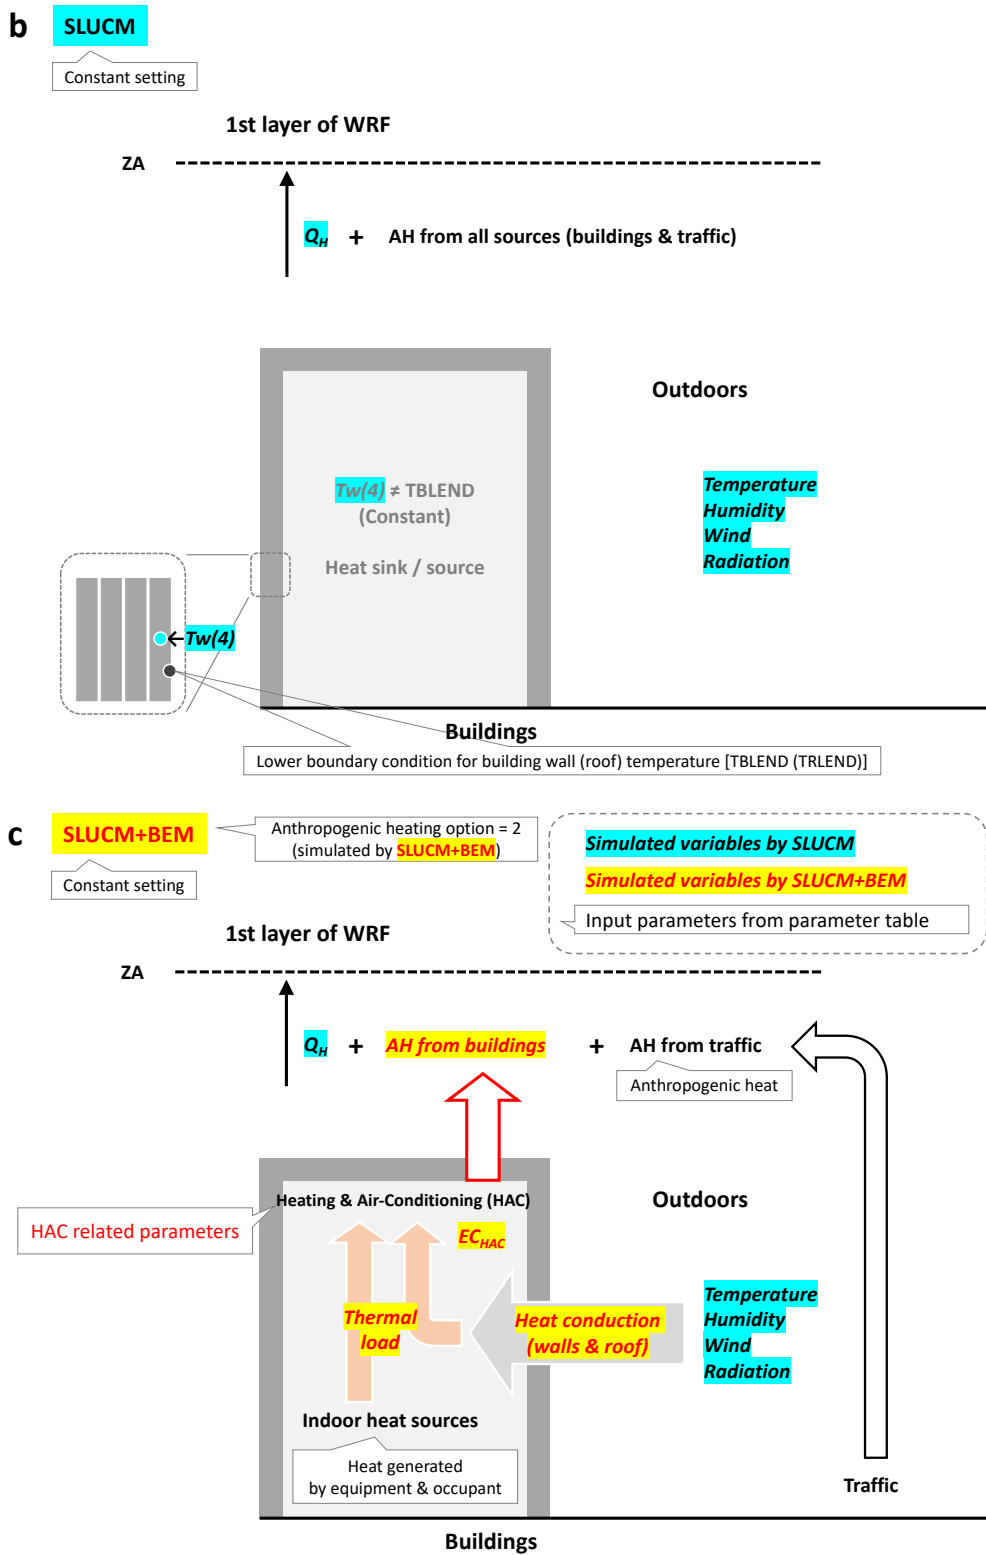 b
SLUCM
Constant setting
1st layer of WRF
ZA
QH + AH from all sources (buildings & traffic)
Outdoors
Tw(4) ≠ TBLEND
(Constant)
Heat sink / source
Temperature
Humidity
Wind
Radiation
Tw(4)
Buildings
Lower boundary condition for building wall (roof) temperature [TBLEND (TRLEND)]
c
SLUCM+BEM
Constant setting
Anthropogenic heating option = 2
(simulated by SLUCM+BEM)
Simulated variables by SLUCM
Simulated variables by SLUCM+BEM
Input parameters from parameter table
1st layer of WRF
ZA
QH + AH from buildings + AH from traffic
Anthropogenic heat
Heating & Air-Conditioning (HAC)
Outdoors
HAC related parameters
ECHAC
Thermal
load
Heat conduction
(walls & roof)
Temperature
Humidity
Wind
Radiation
Indoor heat sources
Heat generated
by equipment & occupant
Traffic
Buildings